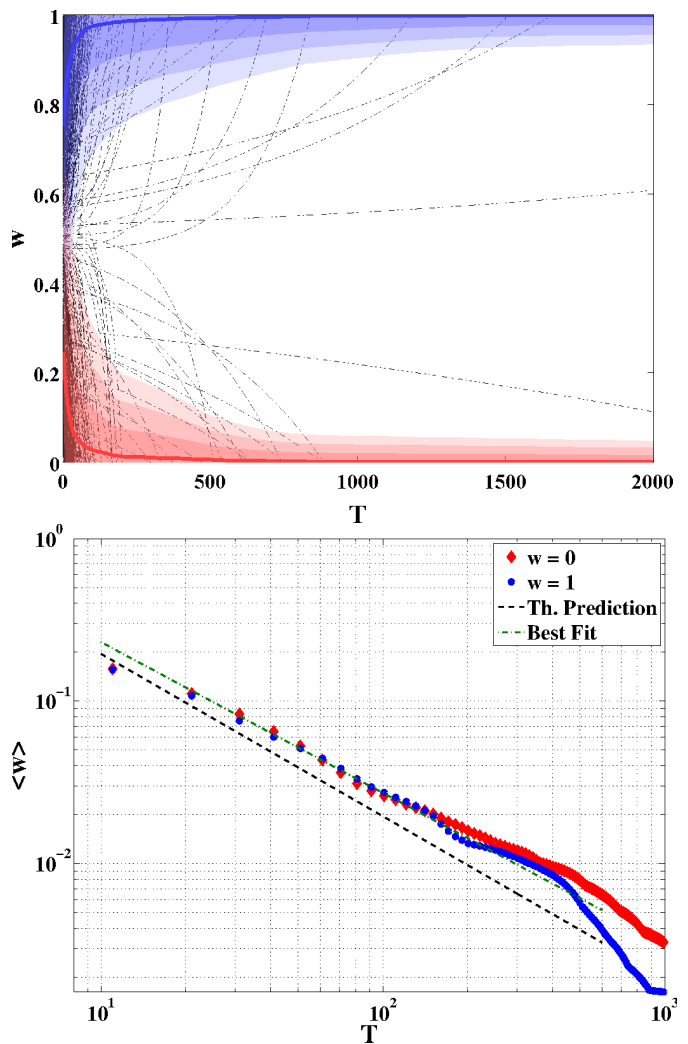 1
0.8
0.6
0.4
0.2
0
w
0 500 1000 1500 2000
T
10^0
10^-1
10^-2
<w>
w = 0
w = 1
Th. Prediction
Best Fit
10^1 10^2 10^3
T